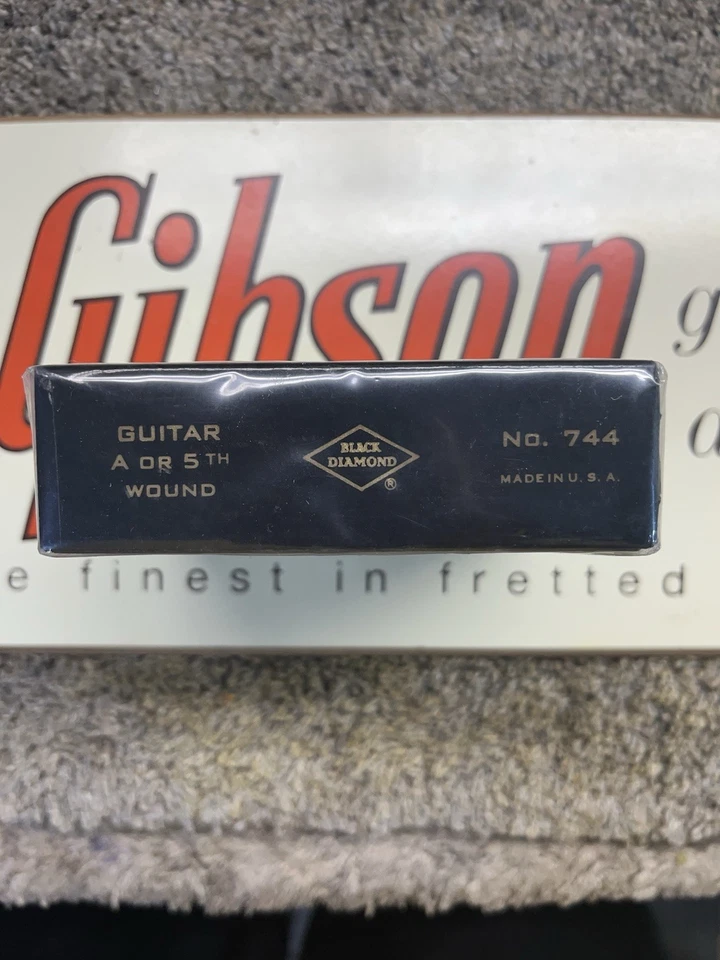 Gibson
g
GUITAR
A OR 5TH
WOUND
BLACK
DIAMOND
®
No. 744
MADE IN U. S. A.
e finest in fretted